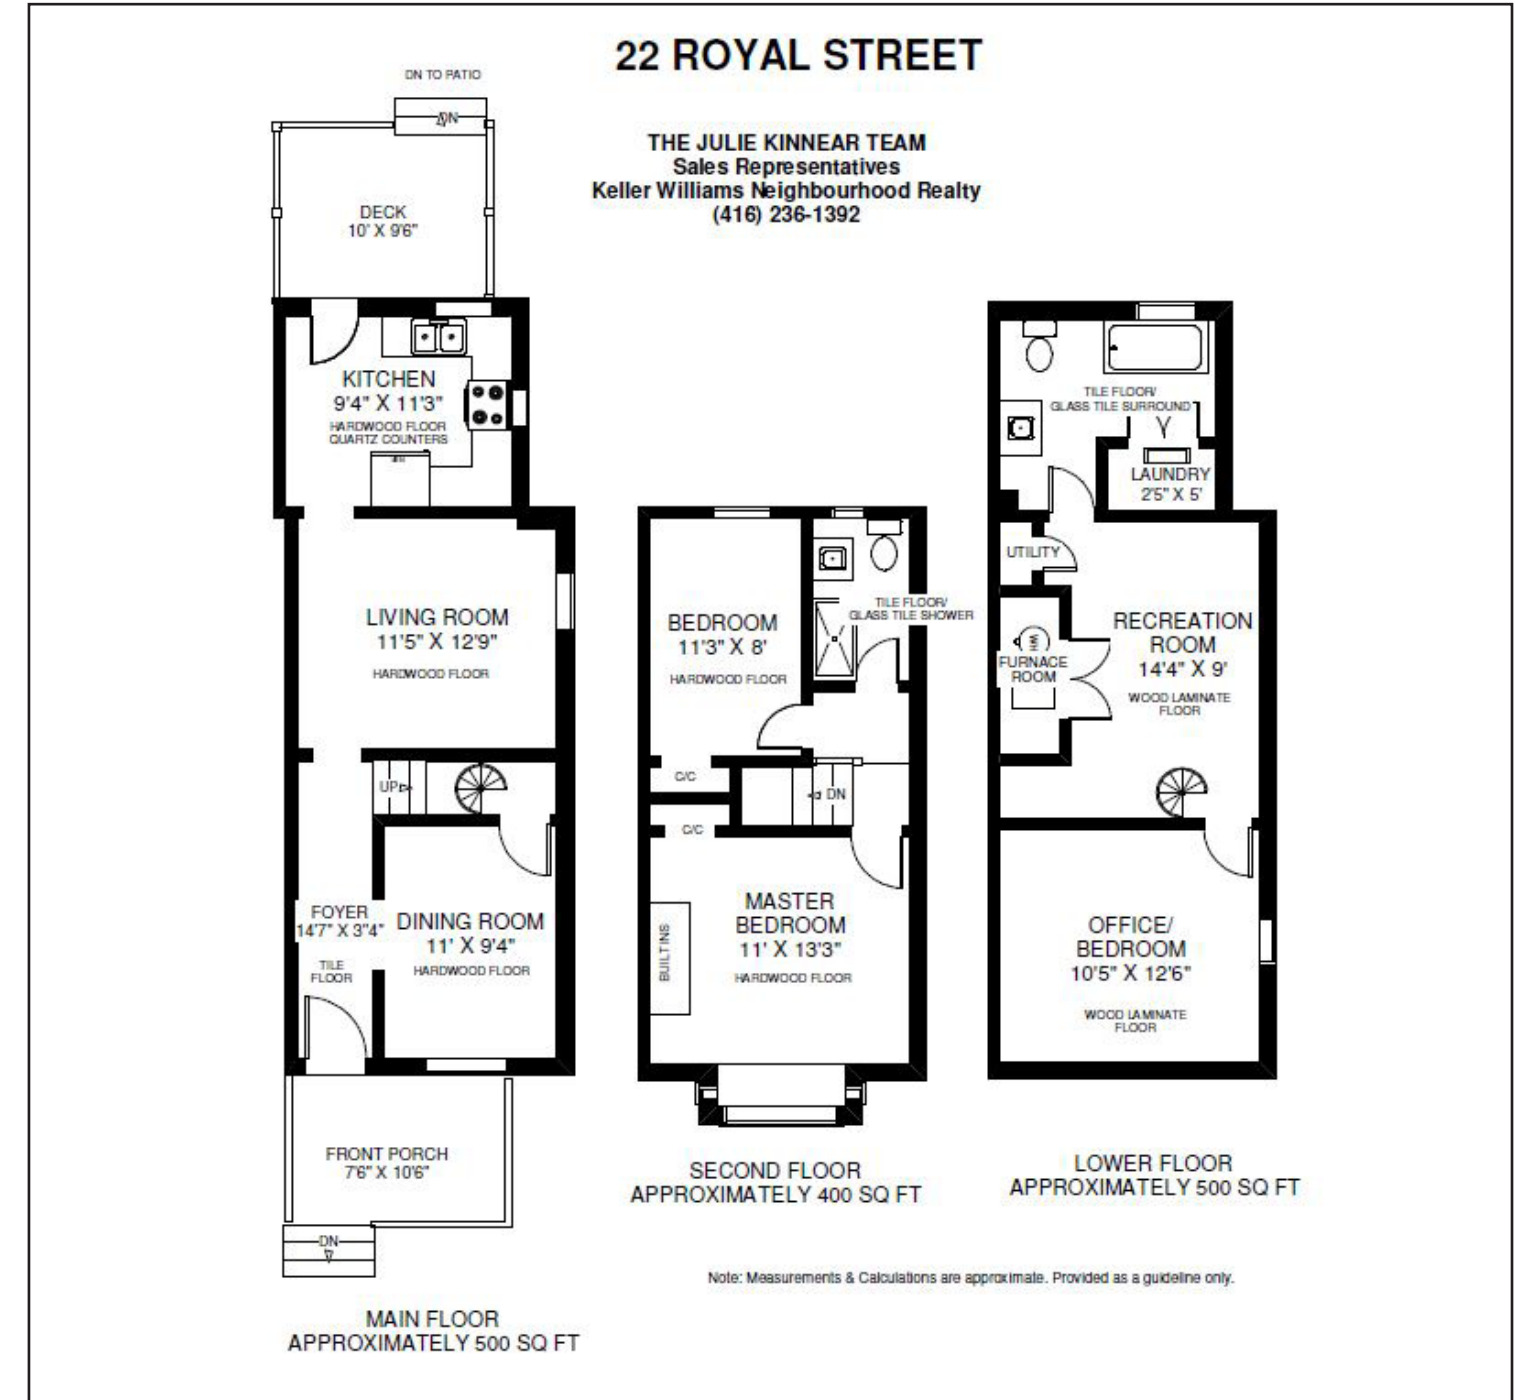 22 ROYAL STREET
THE JULIE KINNEAR TEAM
Sales Representatives
Keller Williams Neighbourhood Realty
(416) 236-1392
DN TO PATIO
DN
DECK
10' X 9'6"
KITCHEN
9'4" X 11'3"
HARDWOOD FLOOR
QUARTZ COUNTERS
LIVING ROOM
11'5" X 12'9"
HARDWOOD FLOOR
UP
FOYER
14'7" X 3'4"
TILE
FLOOR
DINING ROOM
11' X 9'4"
HARDWOOD FLOOR
FRONT PORCH
7'6" X 10'6"
DN
MAIN FLOOR
APPROXIMATELY 500 SQ FT
BEDROOM
11'3" X 8'
HARDWOOD FLOOR
TILE FLOOR/
GLASS TILE SHOWER
C/C
DN
C/C
MASTER
BEDROOM
11' X 13'3"
HARDWOOD FLOOR
BUILT INS
SECOND FLOOR
APPROXIMATELY 400 SQ FT
TILE FLOOR/
GLASS TILE SURROUND
LAUNDRY
2'5" X 5'
UTILITY
RECREATION
ROOM
14'4" X 9'
WOOD LAMINATE
FLOOR
WH
FURNACE
ROOM
OFFICE/
BEDROOM
10'5" X 12'6"
WOOD LAMINATE
FLOOR
LOWER FLOOR
APPROXIMATELY 500 SQ FT
Note: Measurements & Calculations are approximate. Provided as a guideline only.